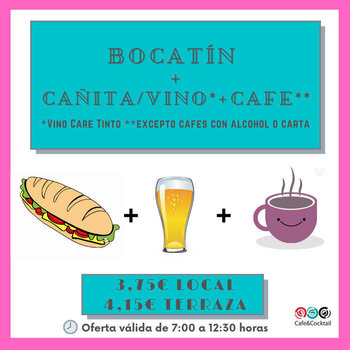 BOCATÍN
+
CAÑITA/VINO*+CAFE**
*VINO CARE TINTO **EXCEPTO CAFES CON ALCOHOL O CARTA
+ +
3,75€ LOCAL
4,15€ TERRAZA
Oferta válida de 7:00 a 12:30 horas
Cafe&Cocktail